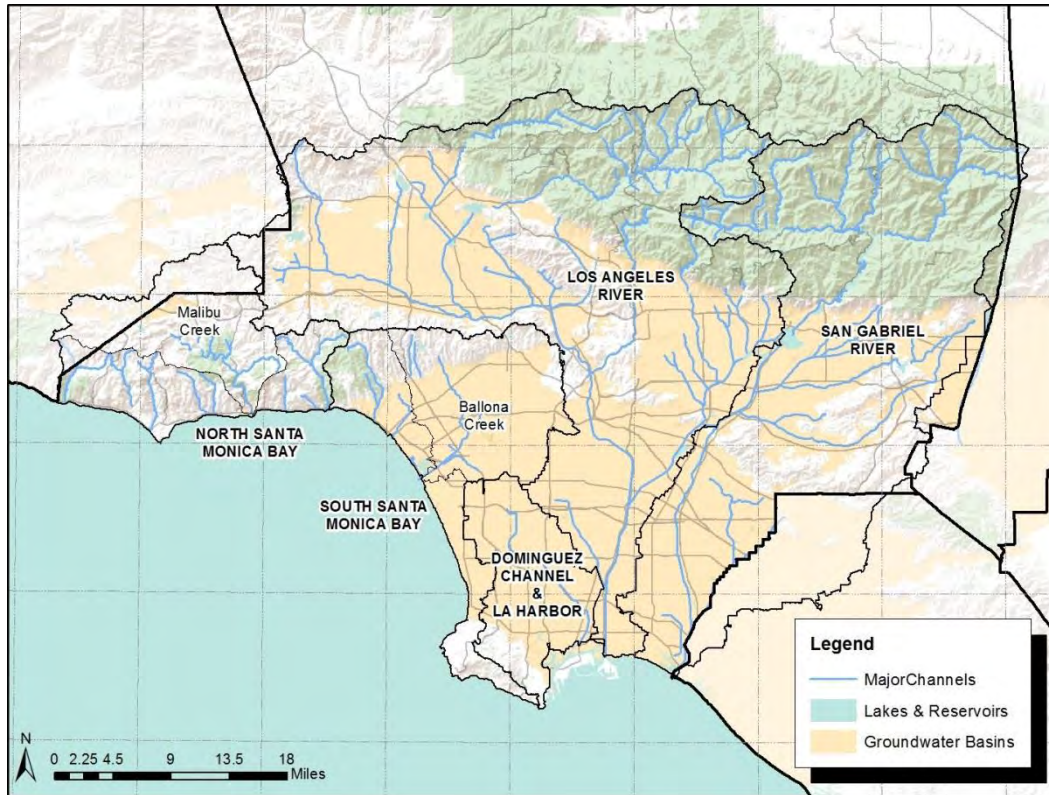 LOS ANGELES
RIVER
SAN GABRIEL
RIVER
Malibu
Creek
Ballona
Creek
NORTH SANTA
MONICA BAY
SOUTH SANTA
MONICA BAY
DOMINGUEZ
CHANNEL
&
LA HARBOR
Legend
MajorChannels
Lakes & Reservoirs
Groundwater Basins
N
0 2.25 4.5 9 13.5 18
Miles